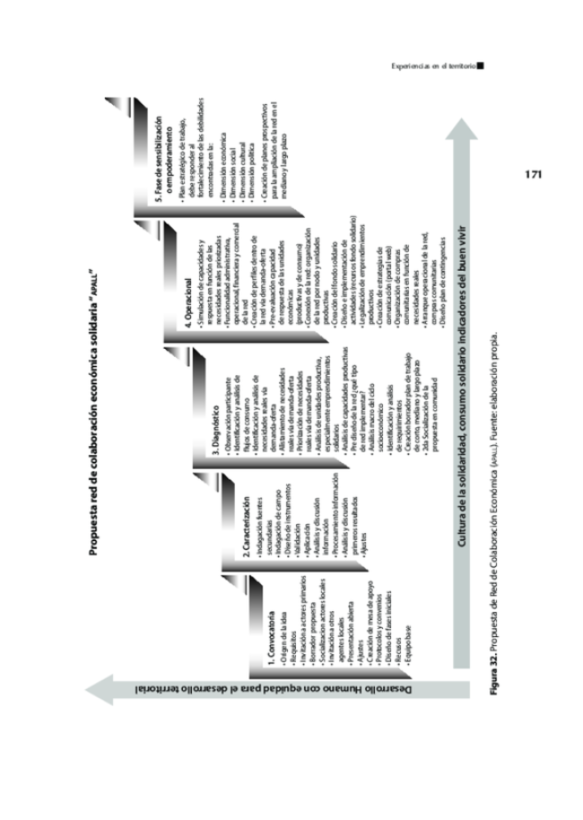 Experiencias en el territorio
171
Propuesta red de colaboración económica solidaria "APALL"
Desarrollo Humano con equidad para el desarrollo territorial
1. Convocatoria
• Origen de la idea
• Requisitos
• Invitación a actores primarios
• Borrador propuesta
• Socialización actores locales
• Invitación a otros
agentes locales
• Presentación abierta
• Ajustes
• Creación de mesa de apoyo
• Protocolos y convenios
• Diseño de fases iniciales
• Recursos
• Equipo base
2. Caracterización
• Indagación fuentes
secundarias
• Indagación de campo
• Diseño de instrumentos
• Validación
• Aplicación
• Análisis y discusión
información
• Procesamiento información
• Análisis y discusión
primeros resultados
• Ajustes
3. Diagnóstico
• Observación participante
• Identificación y análisis de
flujos de consumo
• Identificación y análisis de
necesidades reales vía
demanda-oferta
• Alistamiento de necesidades
reales vía demanda-oferta
• Priorización de necesidades
reales vía demanda-oferta
• Análisis de unidades productiva,
especialmente emprendimientos
solidarios
• Análisis de capacidades productivas
• Pre diseño de la red ¿qué tipo
de red implementar?
• Análisis macro del ciclo
socioeconómico
• Identificación y análisis
de requirimientos
• Creación borrador plan de trabajo
de corto, mediano y largo plazo
• 2da Socialización de la
propuesta en comunidad
4. Operacional
• Simulación de capacidades y
respuesta en función de las
necesidades reales priorizadas
• Funcionalidad administrativa,
operacional, financiera y comercial
de la red
• Creación de perfiles dentro de
la red vía demanda-oferta
• Pre-evaluación capacidad
de respuesta de las unidades
económicas
(productivas y de consumo)
• Conexión de la red: organización
de la red por nodo y unidades
productivas
• Creación del fondo solidario
• Diseño e implementación de
actividades (recursos fondo solidario)
• Legalización de emprendimientos
productivos
• Creación de estrategias de
comunicación (portal web)
• Organización de compras
comunitarias en función de
necesidades reales
• Arranque operacional de la red,
compras comunitarias
• Diseño plan de contingencias
5. Fase de sensibilización
o empoderamiento
• Plan estratégico de trabajo,
debe responder al
fortalecimiento de las debilidades
encontradas en la:
• Dimensión económica
• Dimensión social
• Dimensión cultural
• Dimensión política
• Creación de planes prospectivos
para la ampliación de la red en el
mediano y largo plazo
Cultura de la solidaridad, consumo solidario Indicadores del buen vivir
Figura 32. Propuesta de Red de Colaboración Económica (APALL). Fuente: elaboración propia.